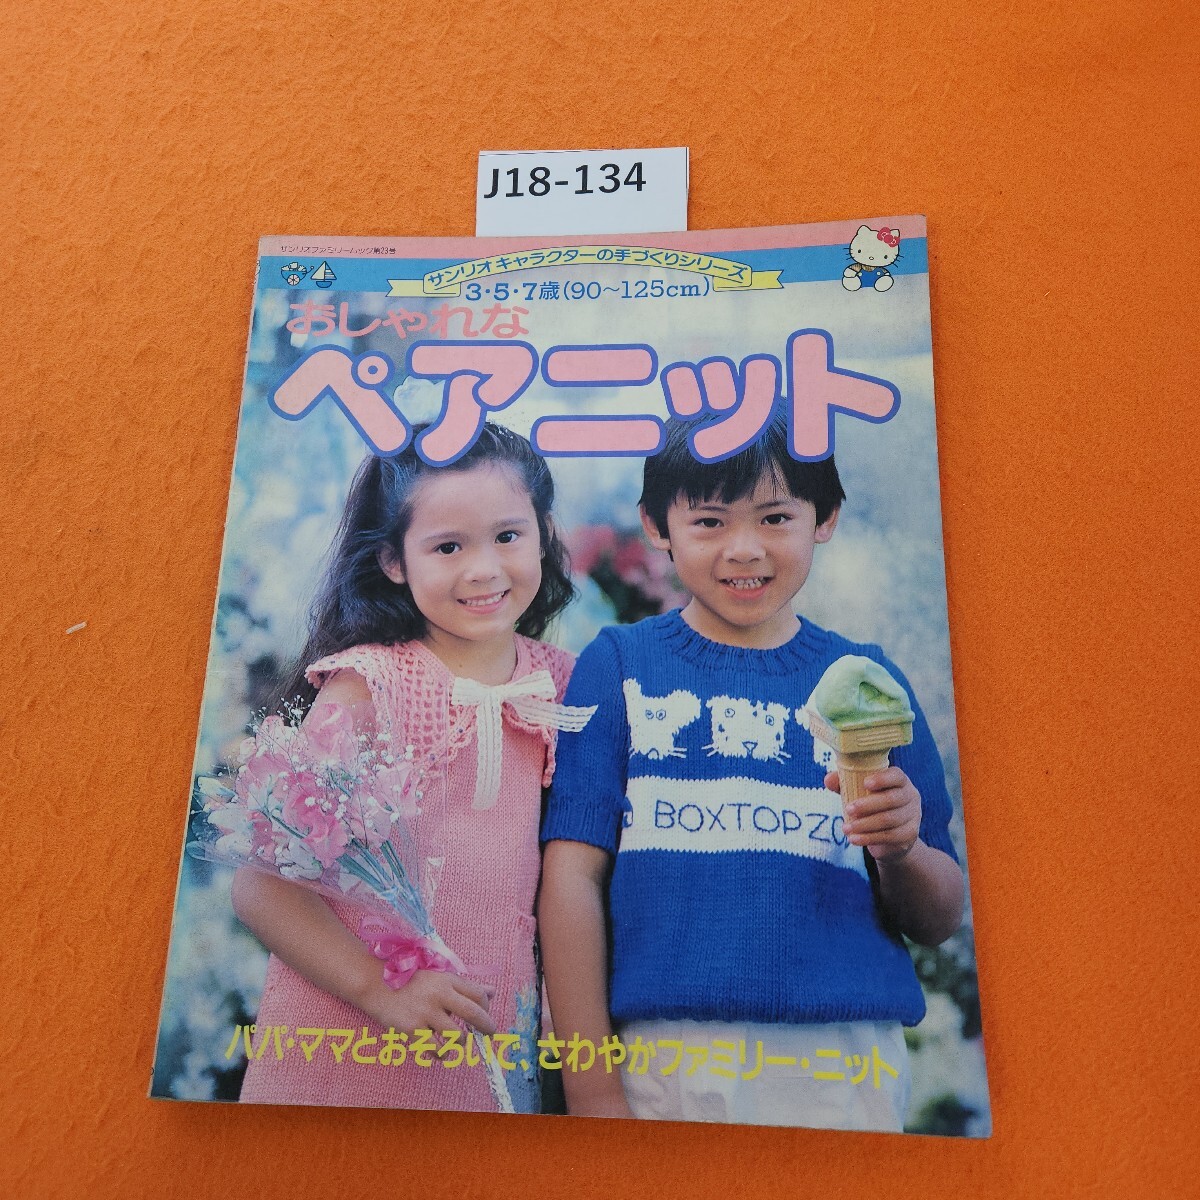 J18-134
サンリオファミリームック第23号
サンリオキャラクターの手づくりシリーズ
3・5・7歳(90〜125cm)
おしゃれな
ペアニット
BOXTOPZO
パパ・ママとおそろいで、さわやかファミリー・ニット